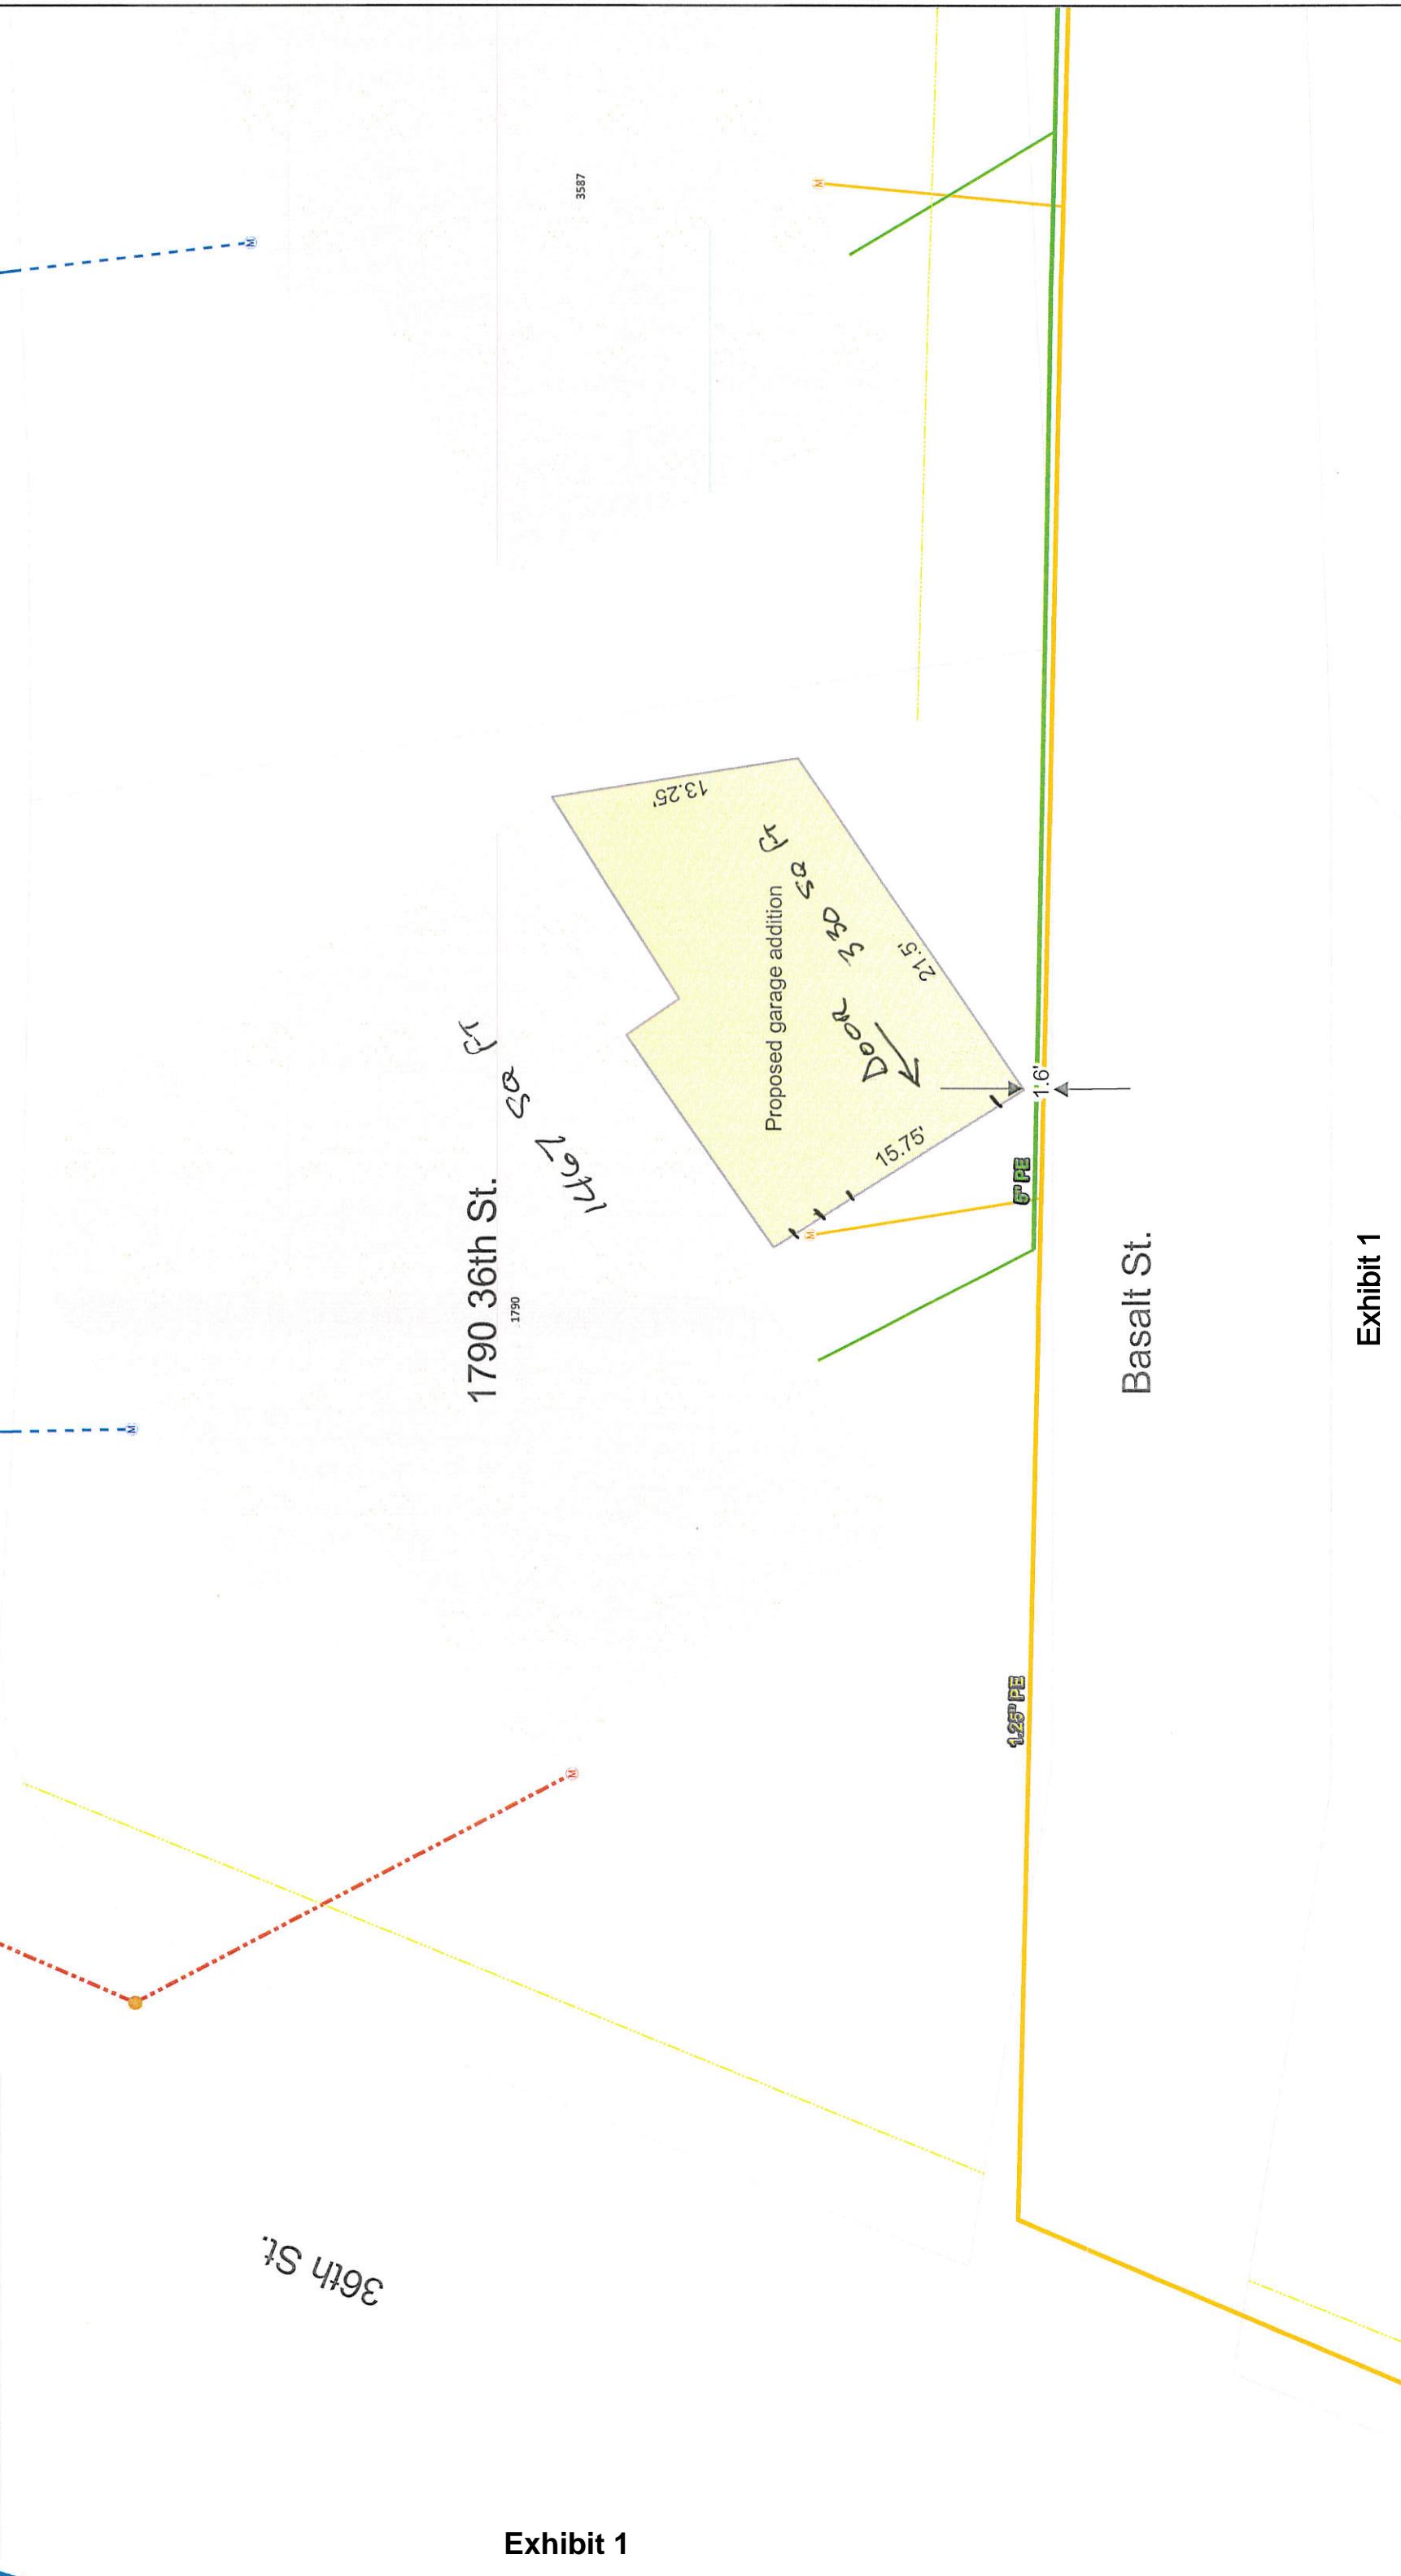 3587
13.25'
Proposed garage addition
330 SQ FT
DOOR
21.5'
15.75'
1.6'
1467 SQ FT
1790 36th St.
1790
6" PE
1.25" PE
Basalt St.
36th St.
Exhibit 1
Exhibit 1
M
M
M
M
M